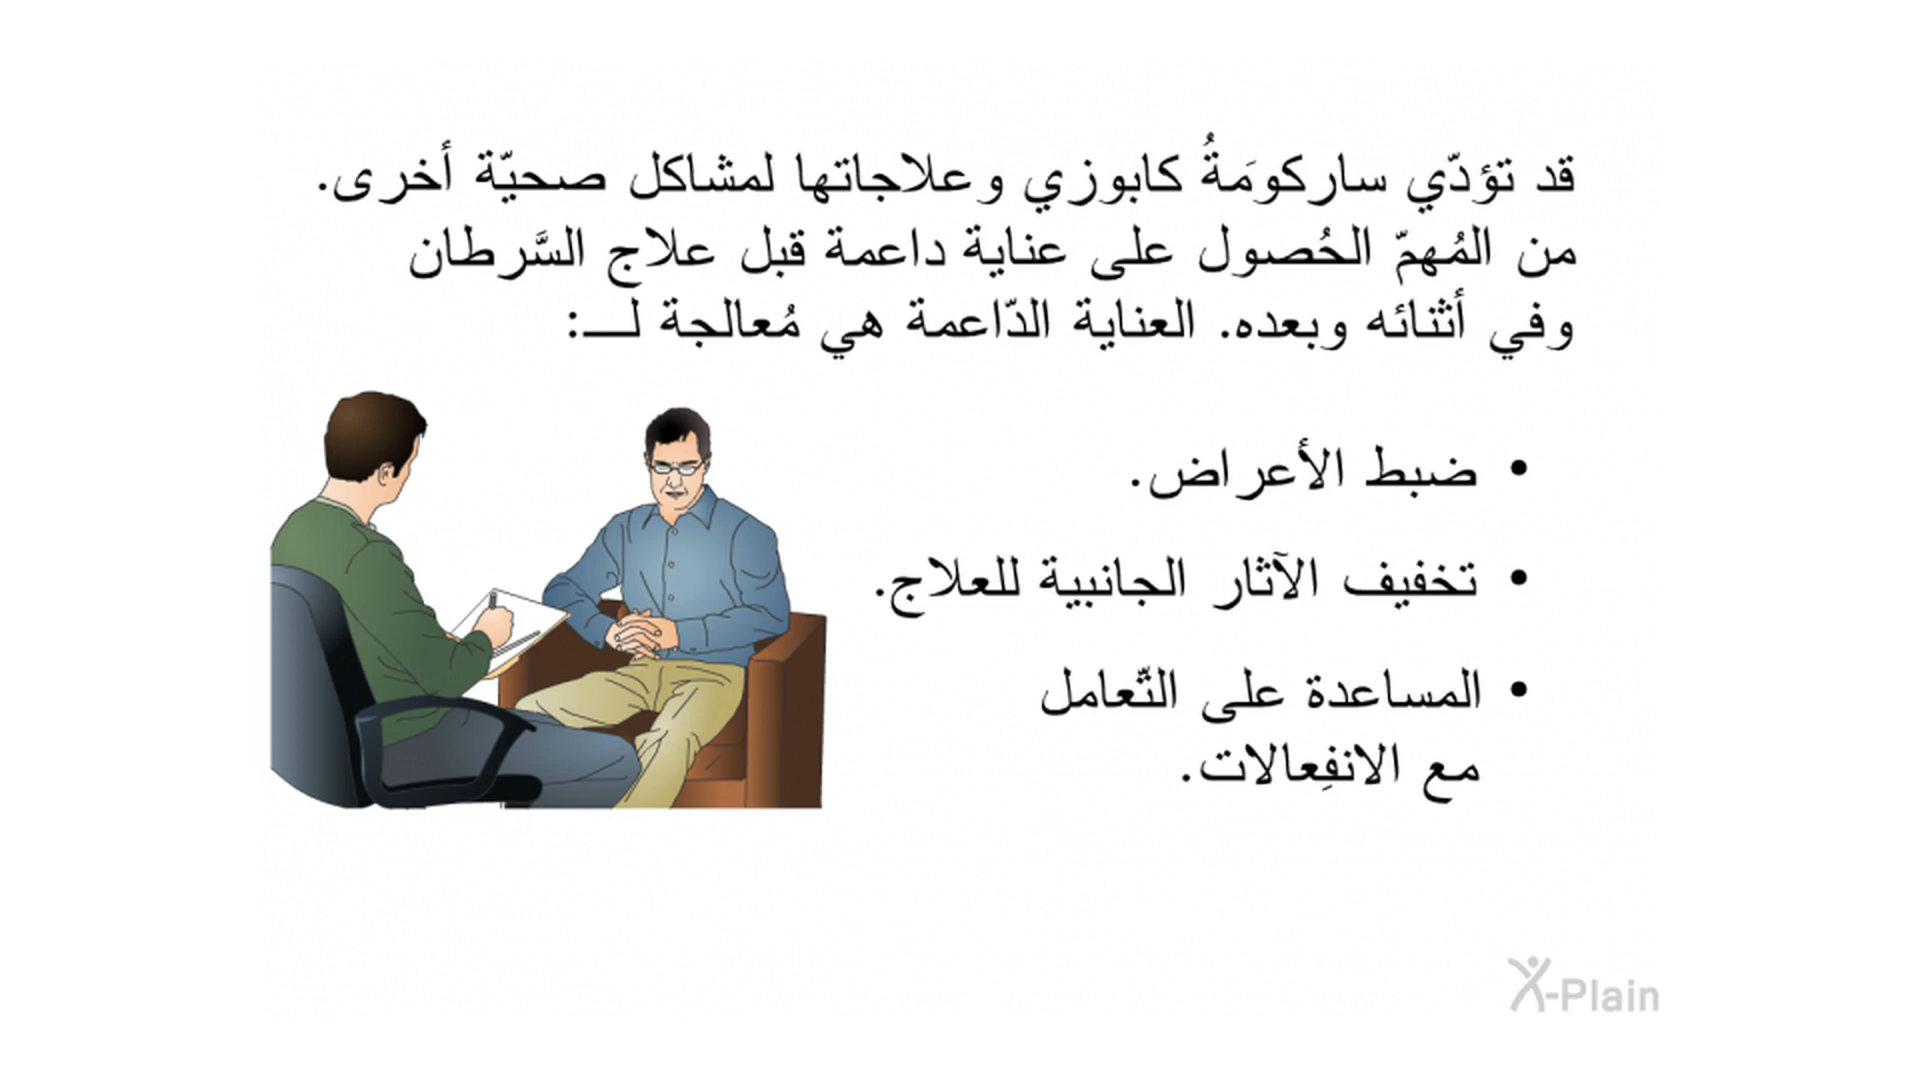 قد تؤدّي ساركومَةُ كابوزي وعلاجاتها لمشاكل صحيّة أخرى.
من المُهمّ الحُصول على عناية داعمة قبل علاج السَّرطان
وفي أثنائه وبعده. العناية الدّاعمة هي مُعالجة لـــ:
• ضبط الأعراض.
• تخفيف الآثار الجانبية للعلاج.
• المساعدة على التّعامل
مع الانفِعالات.
X-Plain